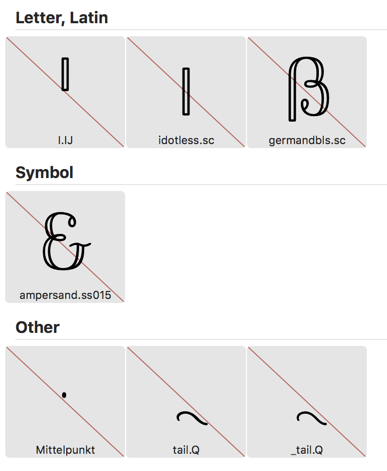 Letter, Latin
I.IJ idotless.sc germandbls.sc
Symbol
&
ampersand.ss015
Other
Mittelpunkt tail.Q _tail.Q